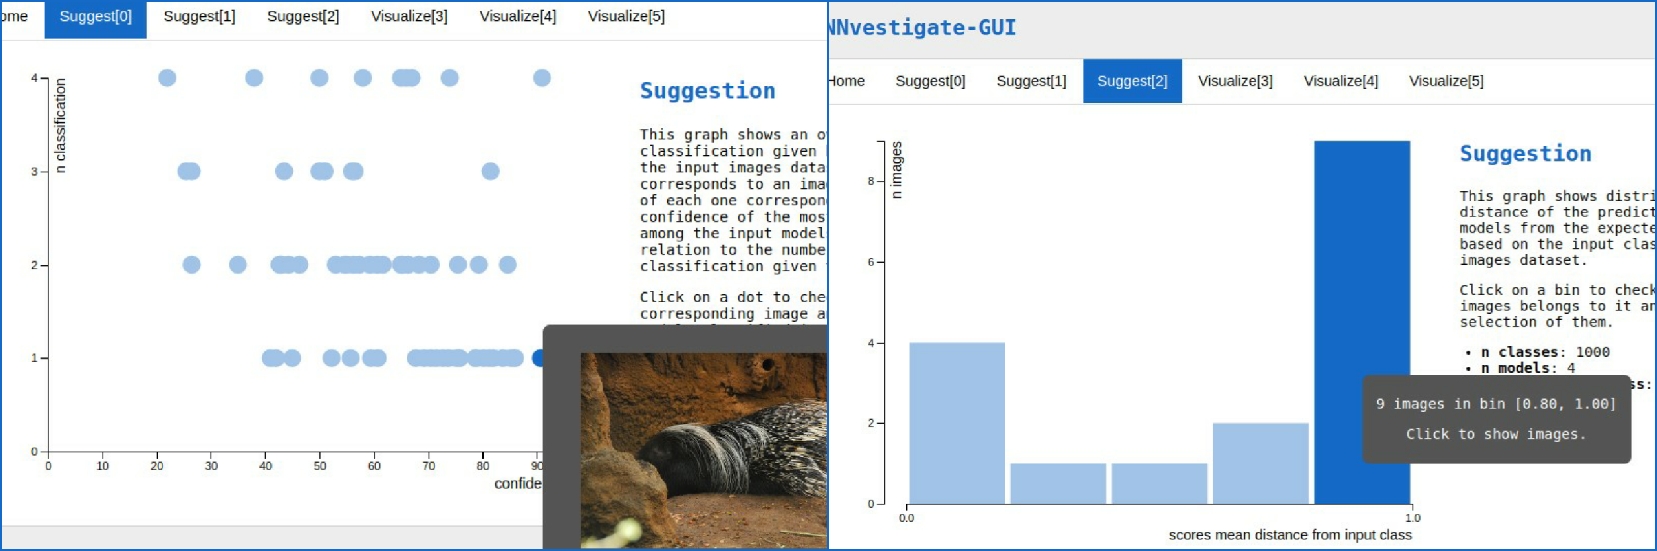 ome Suggest[0] Suggest[1] Suggest[2] Visualize[3] Visualize[4] Visualize[5]
4
3
2
1
0
n classification
0 10 20 30 40 50 60 70 80 90
confide
Suggestion
This graph shows an o
classification given
the input images data
corresponds to an ima
of each one correspon
confidence of the mos
among the input model
relation to the numbe
classification given
Click on a dot to che
corresponding image a
NNvestigate-GUI
Home Suggest[0] Suggest[1] Suggest[2] Visualize[3] Visualize[4] Visualize[5]
n images
8
6
4
2
0
0.0 1.0
scores mean distance from input class
Suggestion
This graph shows distri
distance of the predict
models from the expecte
based on the input clas
images dataset.
Click on a bin to check
images belongs to it an
selection of them.
• n classes: 1000
• n models: 4
ss:
9 images in bin [0.80, 1.00]
Click to show images.